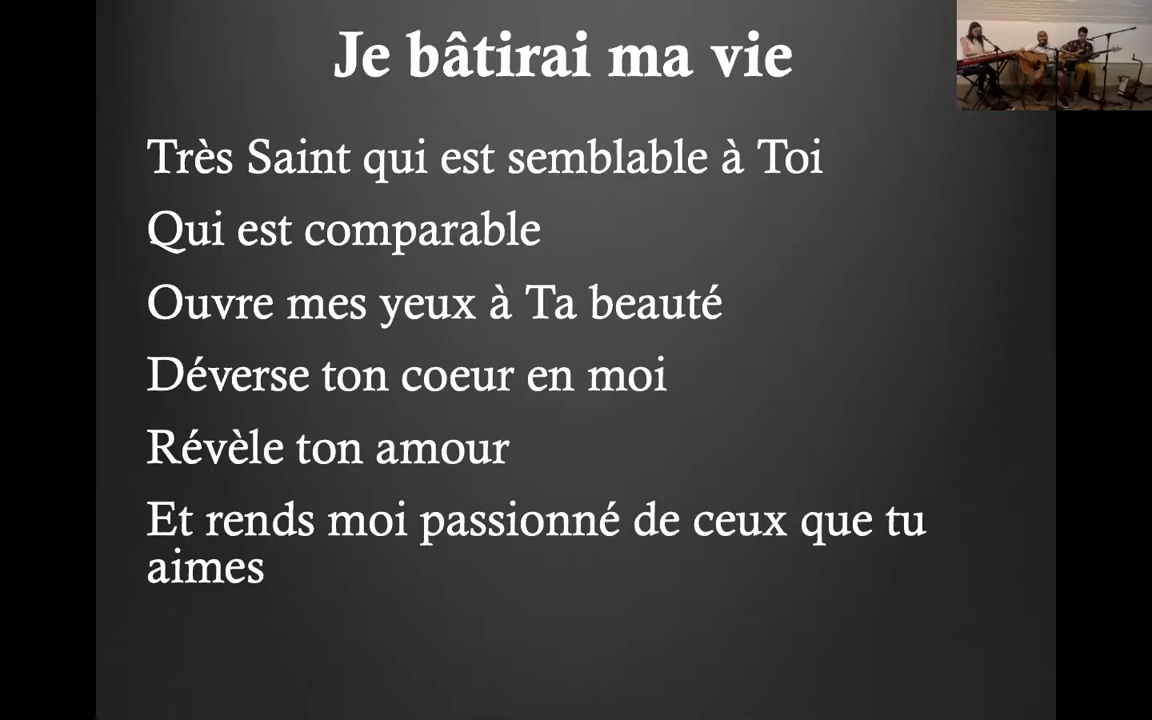 Je bâtirai ma vie
Très Saint qui est semblable à Toi
Qui est comparable
Ouvre mes yeux à Ta beauté
Déverse ton coeur en moi
Révèle ton amour
Et rends moi passionné de ceux que tu
aimes